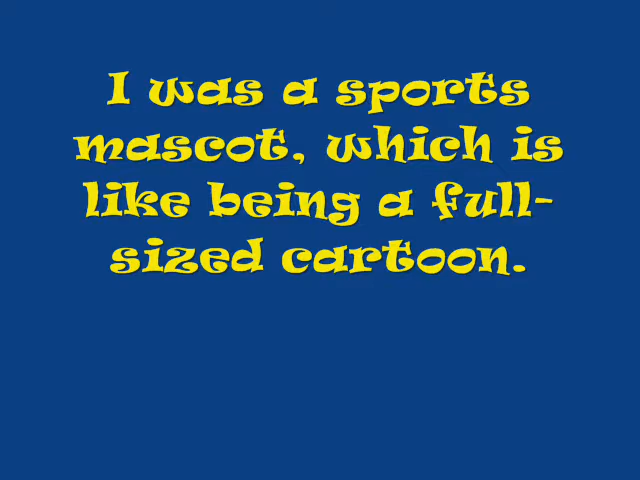 I was a sports
mascot, which is
like being a full-
sized cartoon.